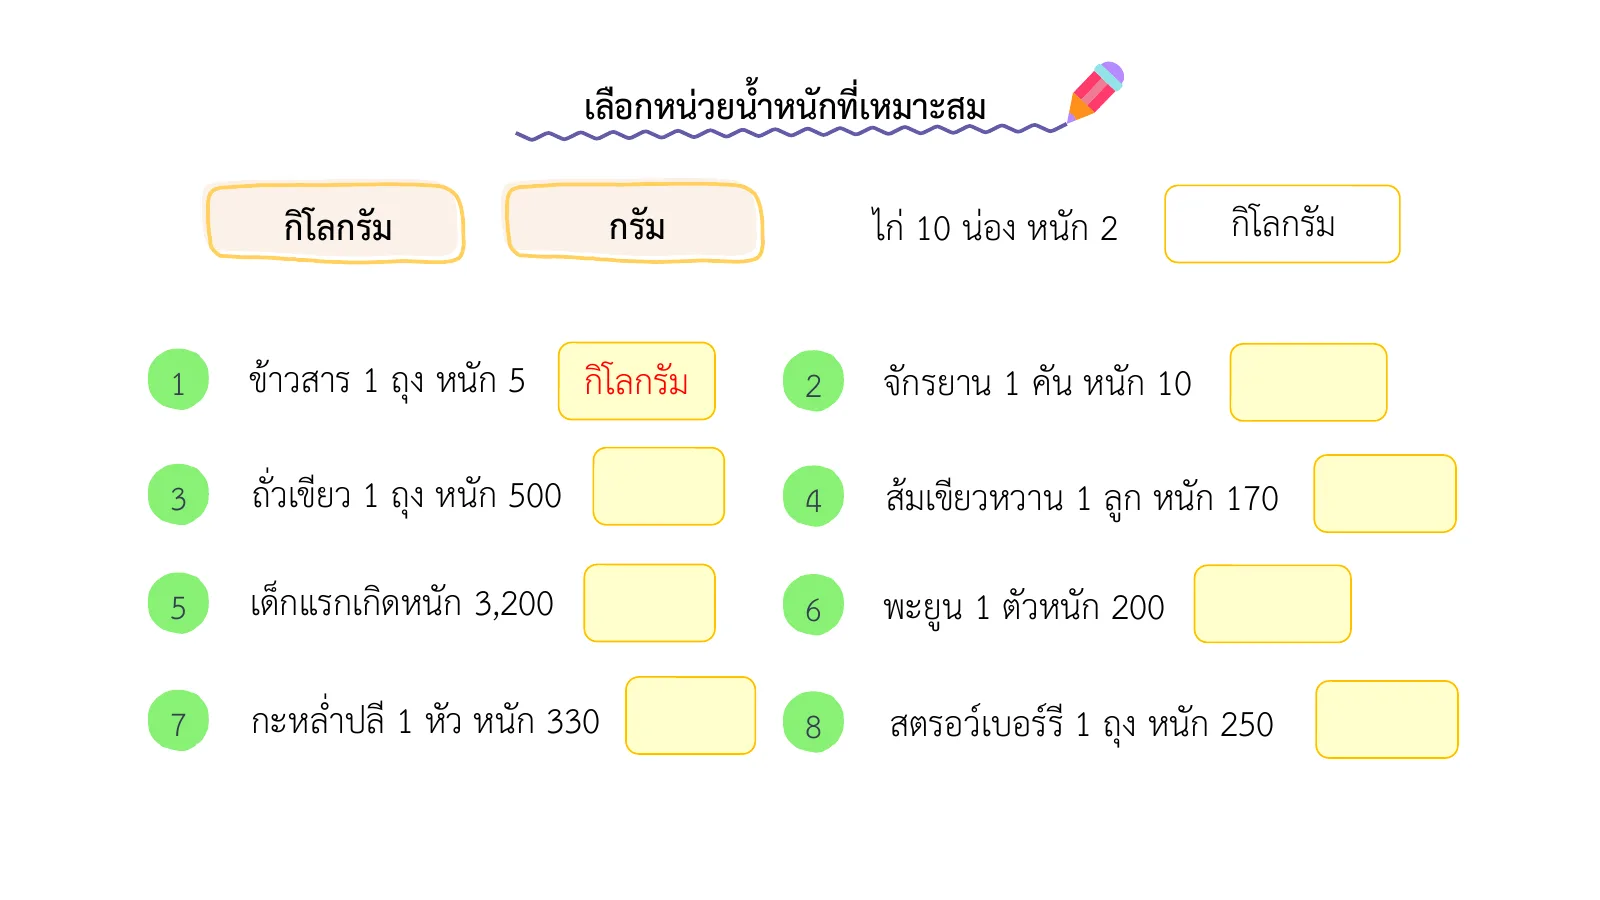 เลือกหน่วยน้ำหนักที่เหมาะสม
กิโลกรัม กรัม ไก่ 10 น่อง หนัก 2 กิโลกรัม
1 ข้าวสาร 1 ถุง หนัก 5 กิโลกรัม
2 จักรยาน 1 คัน หนัก 10
3 ถั่วเขียว 1 ถุง หนัก 500
4 ส้มเขียวหวาน 1 ลูก หนัก 170
5 เด็กแรกเกิดหนัก 3,200
6 พะยูน 1 ตัวหนัก 200
7 กะหล่ำปลี 1 หัว หนัก 330
8 สตรอว์เบอร์รี 1 ถุง หนัก 250